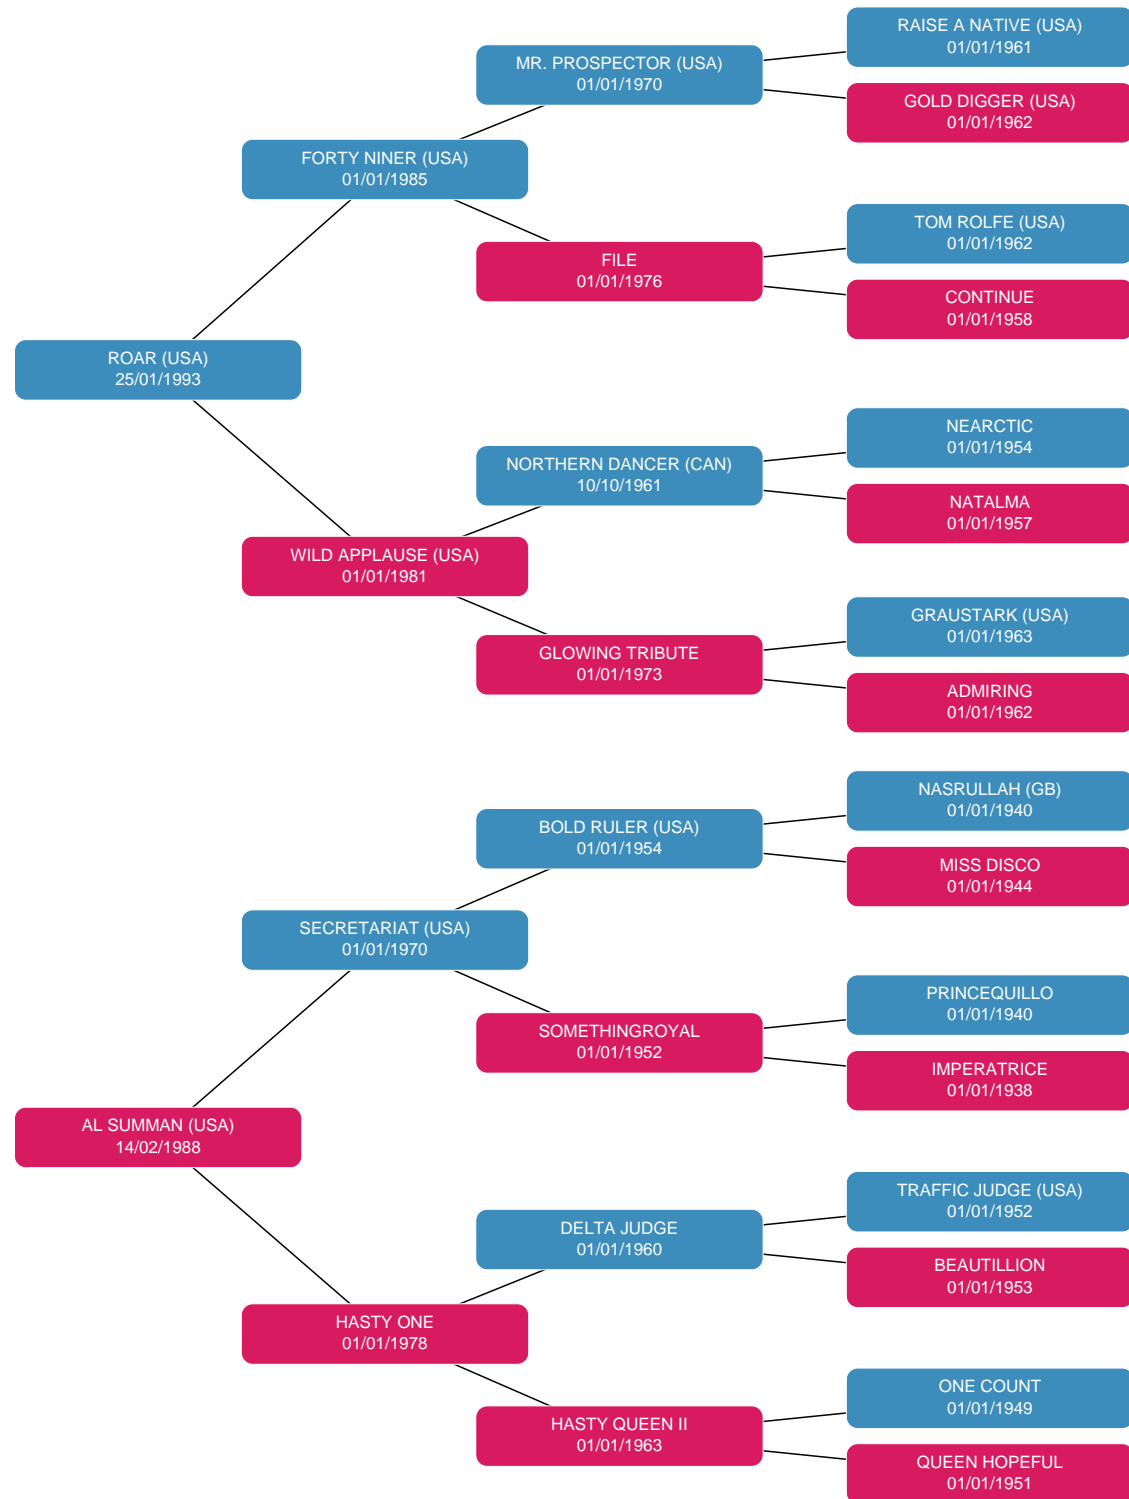 RAISE A NATIVE (USA)
01/01/1961
MR. PROSPECTOR (USA)
01/01/1970
GOLD DIGGER (USA)
01/01/1962
FORTY NINER (USA)
01/01/1985
TOM ROLFE (USA)
01/01/1962
FILE
01/01/1976
CONTINUE
01/01/1958
ROAR (USA)
25/01/1993
NEARCTIC
01/01/1954
NORTHERN DANCER (CAN)
10/10/1961
NATALMA
01/01/1957
WILD APPLAUSE (USA)
01/01/1981
GRAUSTARK (USA)
01/01/1963
GLOWING TRIBUTE
01/01/1973
ADMIRING
01/01/1962
NASRULLAH (GB)
01/01/1940
BOLD RULER (USA)
01/01/1954
MISS DISCO
01/01/1944
SECRETARIAT (USA)
01/01/1970
PRINCEQUILLO
01/01/1940
SOMETHINGROYAL
01/01/1952
IMPERATRICE
01/01/1938
AL SUMMAN (USA)
14/02/1988
TRAFFIC JUDGE (USA)
01/01/1952
DELTA JUDGE
01/01/1960
BEAUTILLION
01/01/1953
HASTY ONE
01/01/1978
ONE COUNT
01/01/1949
HASTY QUEEN II
01/01/1963
QUEEN HOPEFUL
01/01/1951